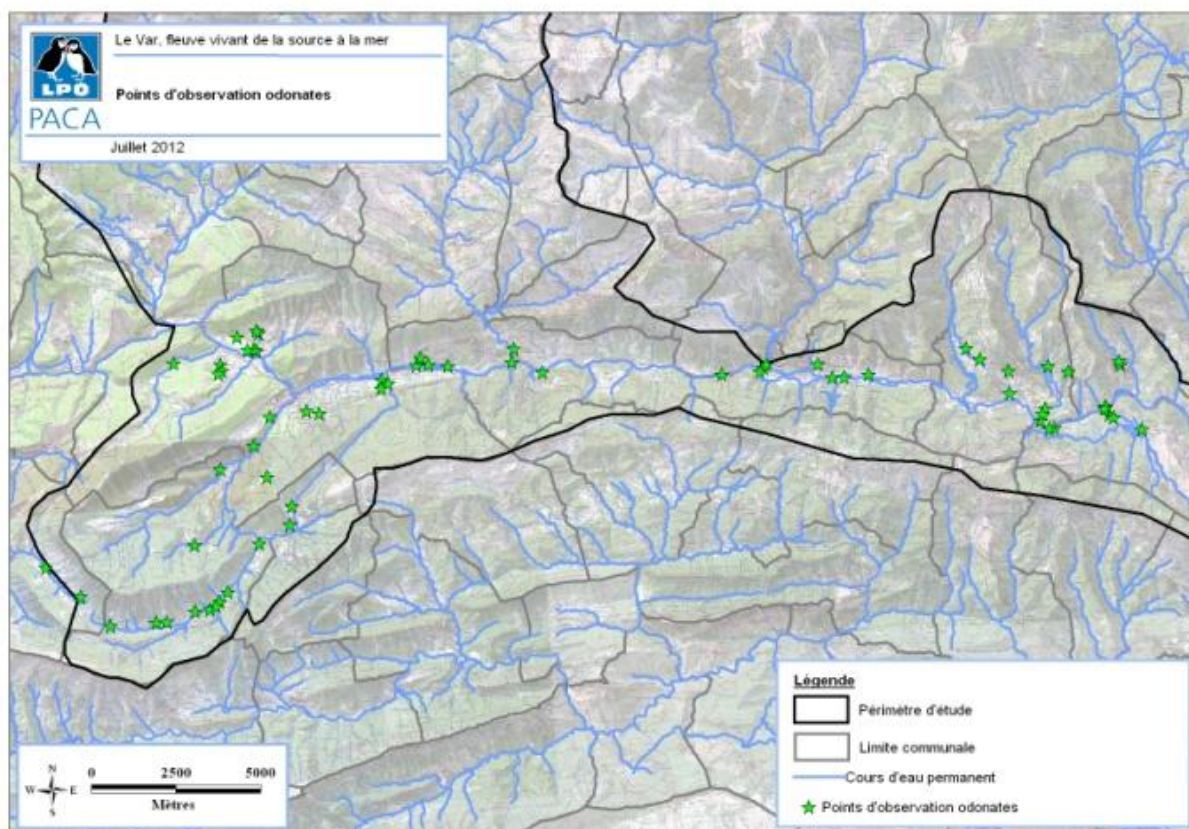 Le Var, fleuve vivant de la source à la mer
LPO
PACA
Points d'observation odonates
Juillet 2012
Légende
Périmètre d'étude
Limite communale
Cours d'eau permanent
Points d'observation odonates
N
W E
S
0 2500 5000
Mètres